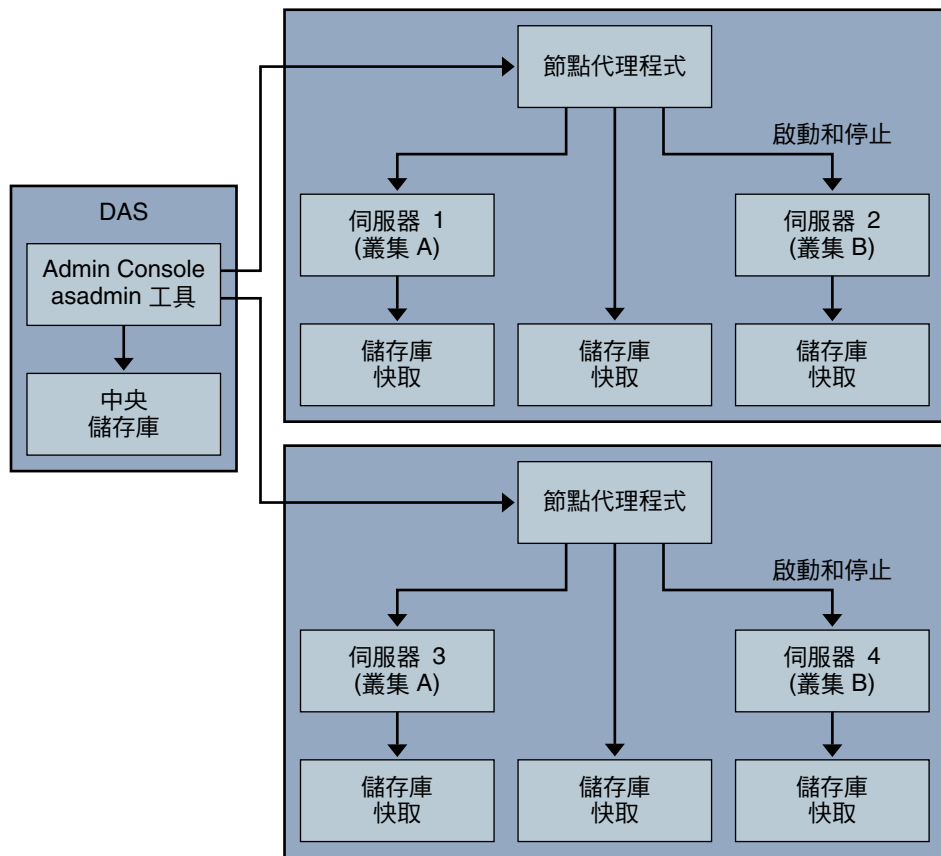 DAS
Admin Console
asadmin 工具
中央
儲存庫
節點代理程式
啟動和停止
伺服器 1
(叢集 A)
伺服器 2
(叢集 B)
儲存庫
快取
儲存庫
快取
儲存庫
快取
節點代理程式
啟動和停止
伺服器 3
(叢集 A)
伺服器 4
(叢集 B)
儲存庫
快取
儲存庫
快取
儲存庫
快取